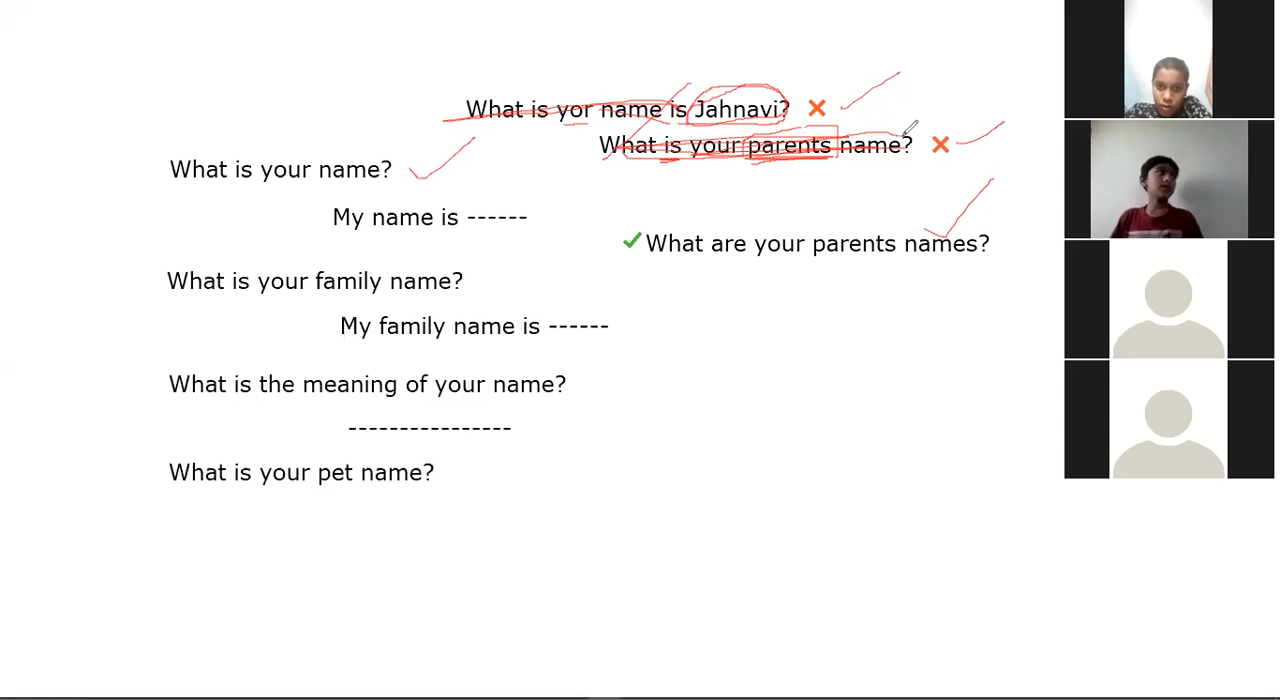 What is yor name is Jahnavi?
What is your parents name?
What is your name?
My name is ------
What are your parents names?
What is your family name?
My family name is ------
What is the meaning of your name?
----------------
What is your pet name?